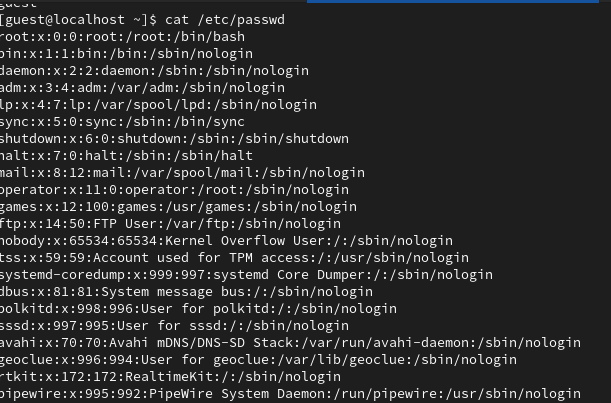 guest
[guest@localhost ~]$ cat /etc/passwd
root:x:0:0:root:/root:/bin/bash
bin:x:1:1:bin:/bin:/sbin/nologin
daemon:x:2:2:daemon:/sbin:/sbin/nologin
adm:x:3:4:adm:/var/adm:/sbin/nologin
lp:x:4:7:lp:/var/spool/lpd:/sbin/nologin
sync:x:5:0:sync:/sbin:/bin/sync
shutdown:x:6:0:shutdown:/sbin:/sbin/shutdown
halt:x:7:0:halt:/sbin:/sbin/halt
mail:x:8:12:mail:/var/spool/mail:/sbin/nologin
operator:x:11:0:operator:/root:/sbin/nologin
games:x:12:100:games:/usr/games:/sbin/nologin
ftp:x:14:50:FTP User:/var/ftp:/sbin/nologin
nobody:x:65534:65534:Kernel Overflow User:/:/sbin/nologin
tss:x:59:59:Account used for TPM access:/:/usr/sbin/nologin
systemd-coredump:x:999:997:systemd Core Dumper:/:/sbin/nologin
dbus:x:81:81:System message bus:/:/sbin/nologin
polkitd:x:998:996:User for polkitd:/:/sbin/nologin
sssd:x:997:995:User for sssd:/:/sbin/nologin
avahi:x:70:70:Avahi mDNS/DNS-SD Stack:/var/run/avahi-daemon:/sbin/nologin
geoclue:x:996:994:User for geoclue:/var/lib/geoclue:/sbin/nologin
rtkit:x:172:172:RealtimeKit:/:/sbin/nologin
pipewire:x:995:992:PipeWire System Daemon:/run/pipewire:/usr/sbin/nologin